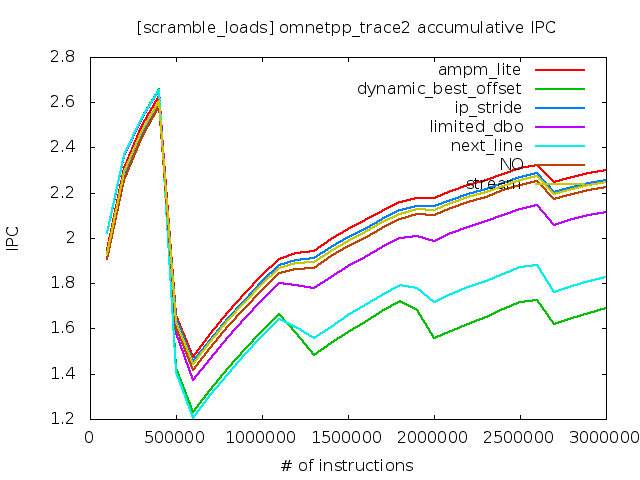 [scramble_loads] omnetpp_trace2 accumulative IPC
2.8
2.6
2.4
2.2
2
1.8
1.6
1.4
1.2
IPC
ampm_lite
dynamic_best_offset
ip_stride
limited_dbo
next_line
NO
stream
0 500000 1000000 1500000 2000000 2500000 3000000
# of instructions